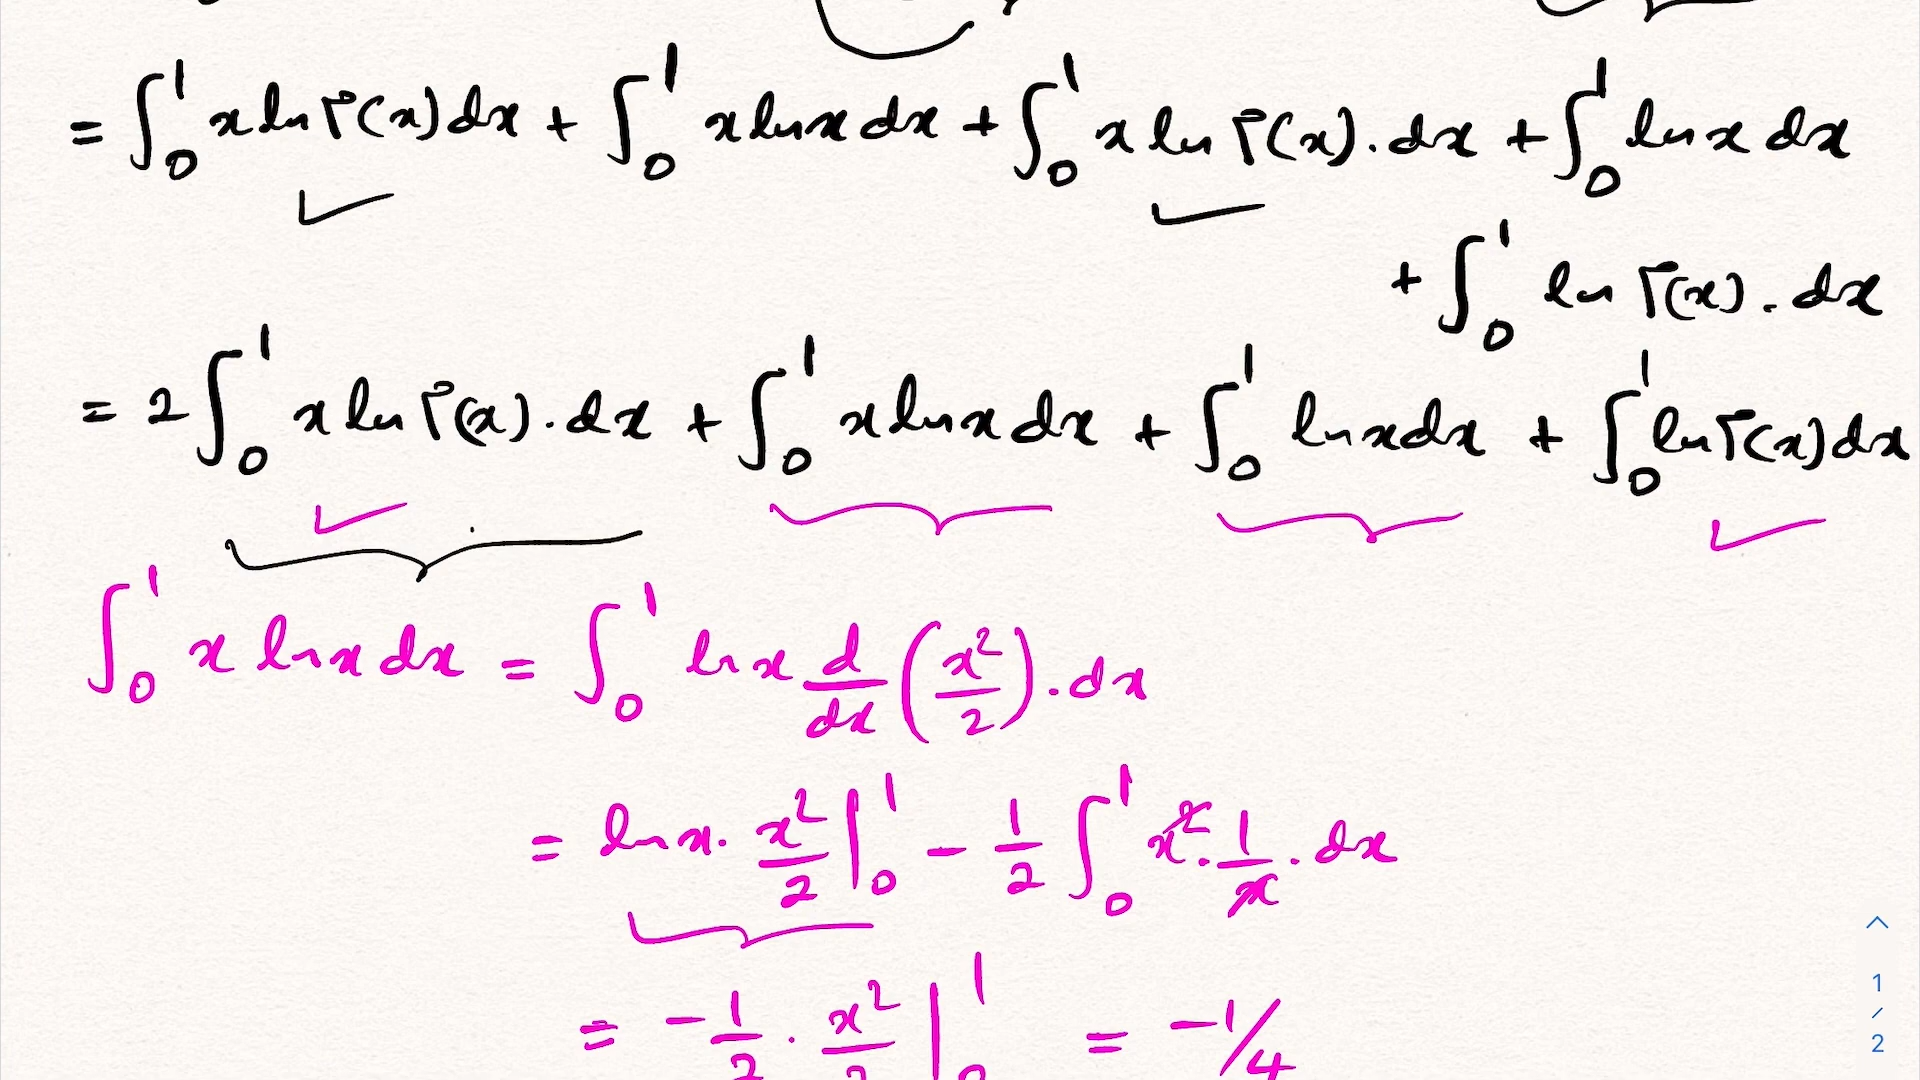 = ∫₀¹ x ln Γ(x) dx + ∫₀¹ x ln x dx + ∫₀¹ x ln Γ(x) . dx + ∫₀¹ ln x dx
+ ∫₀¹ ln Γ(x) . dx
= 2 ∫₀¹ x ln Γ(x) . dx + ∫₀¹ x ln x dx + ∫₀¹ ln x dx + ∫₀¹ ln Γ(x) dx
∫₀¹ x ln x dx = ∫₀¹ ln x d/dx (x²/2) . dx
= ln x . x²/2 |₀¹ - 1/2 ∫₀¹ x² . 1/x . dx
= -1/2 . x²/2 |₀¹ = -1/4
1
/
2